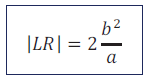 |LR| = 2 b²/a